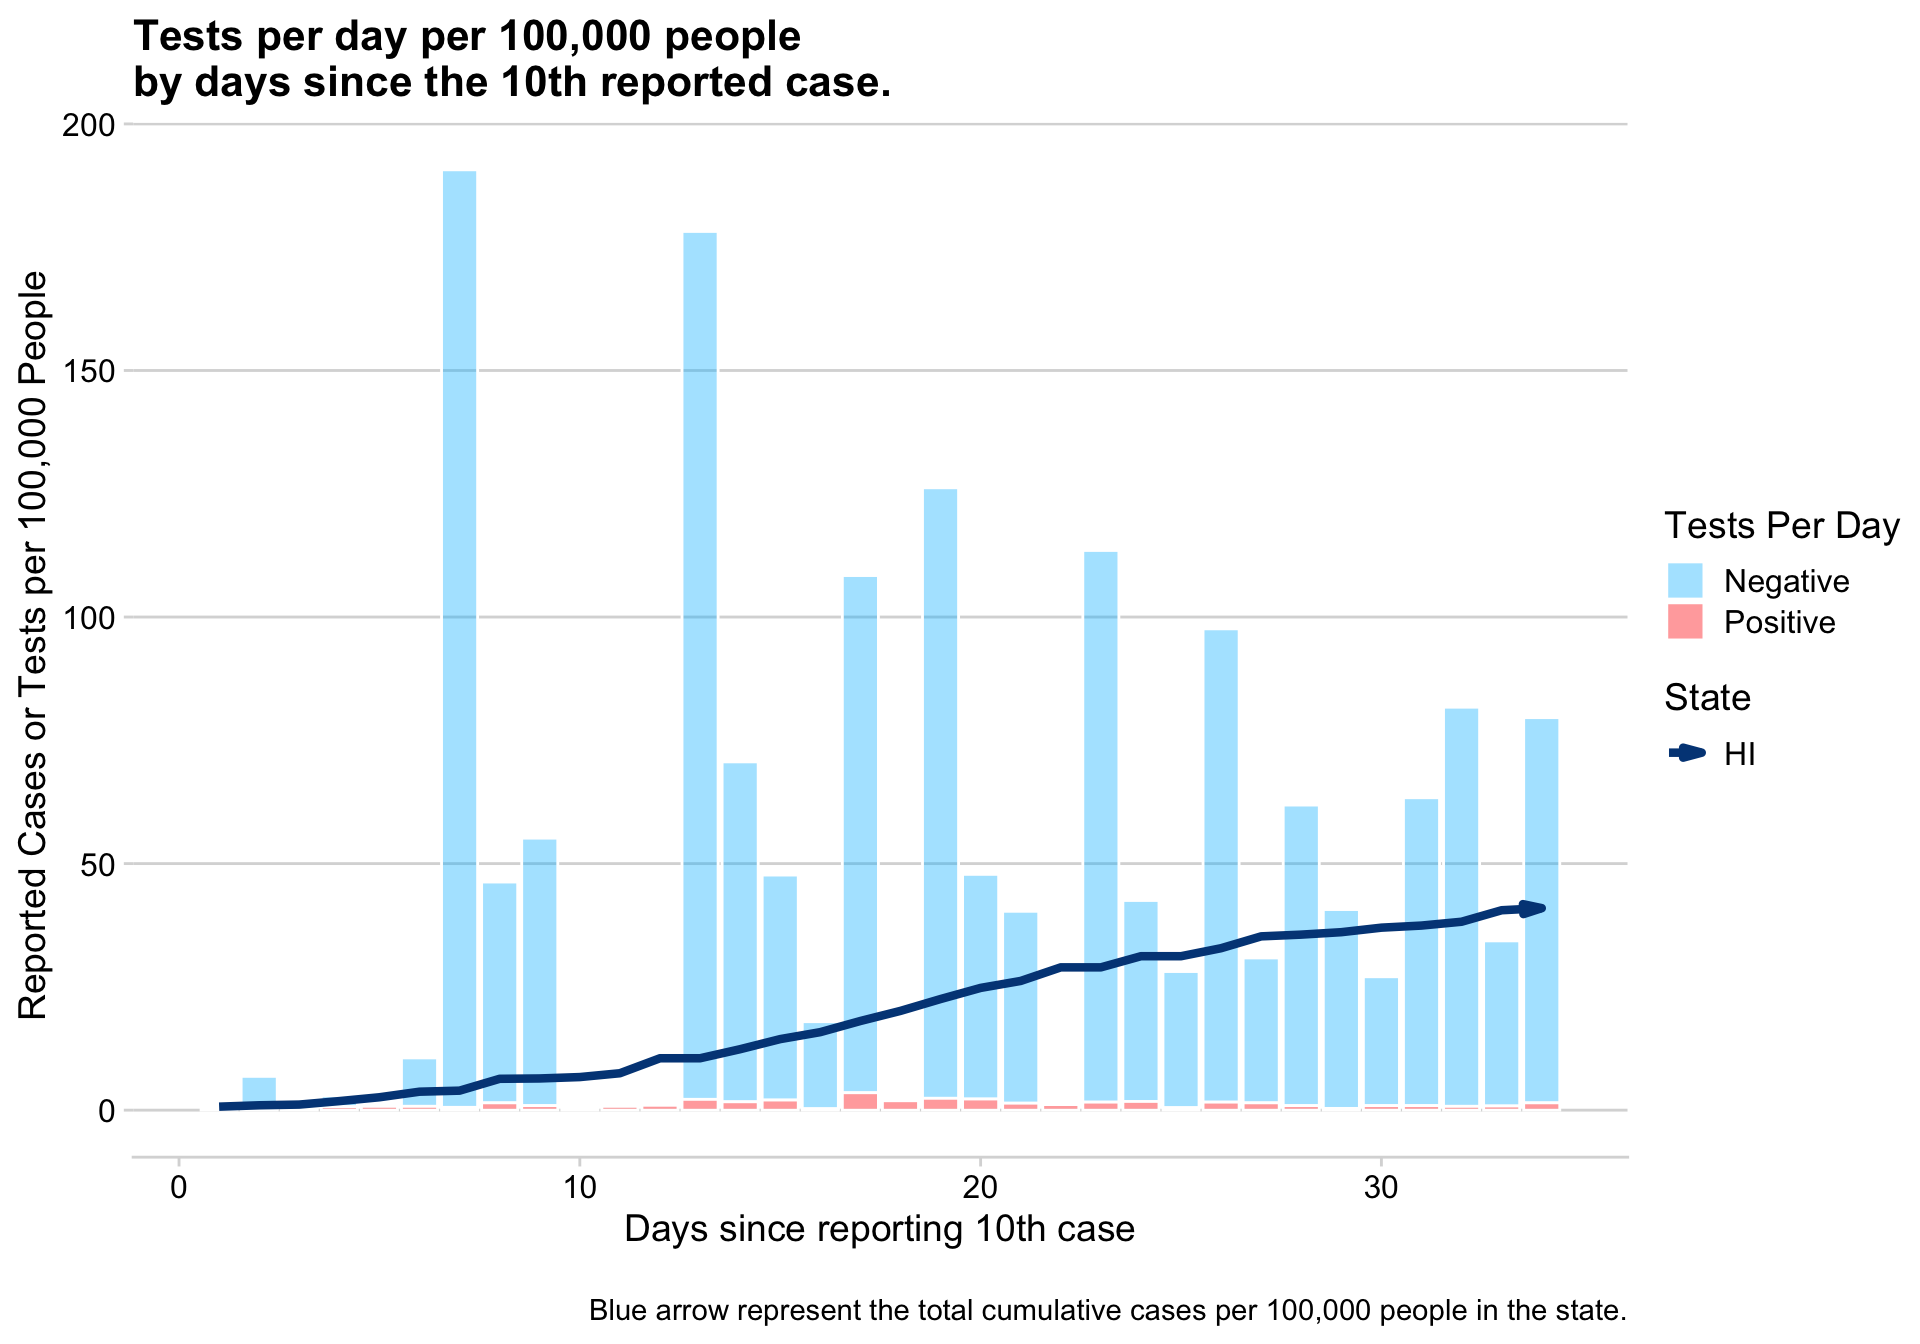 Tests per day per 100,000 people
by days since the 10th reported case.
Reported Cases or Tests per 100,000 People
200
150
100
50
0
0
10
20
30
Days since reporting 10th case
Tests Per Day
Negative
Positive
State
HI
Blue arrow represent the total cumulative cases per 100,000 people in the state.